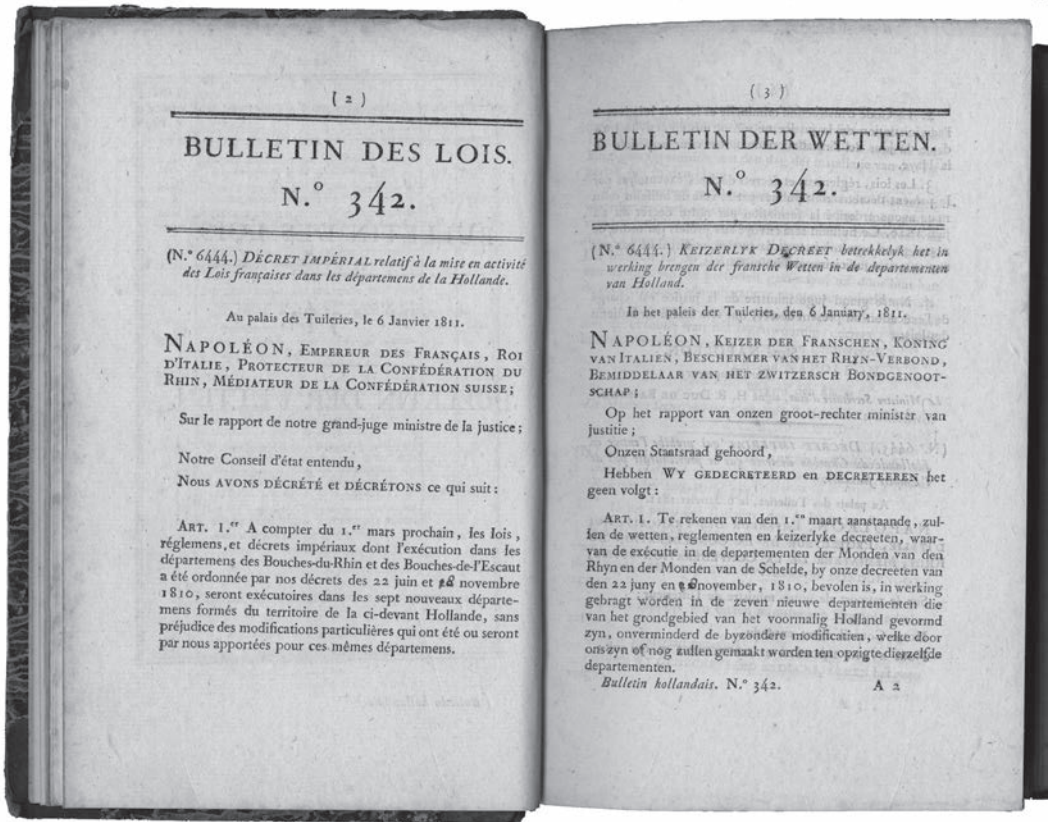 ( 2 )
BULLETIN DES LOIS.
N.º 342.
(N.º 6444.) DÉCRET IMPÉRIAL relatif à la mise en activité
des Lois françaises dans les départemens de la Hollande.
Au palais des Tuileries, le 6 Janvier 1811.
NAPOLÉON, EMPEREUR DES FRANÇAIS, ROI
D'ITALIE, PROTECTEUR DE LA CONFÉDÉRATION DU
RHIN, MÉDIATEUR DE LA CONFÉDÉRATION SUISSE;
Sur le rapport de notre grand-juge ministre de la justice;
Notre Conseil d'état entendu,
Nous AVONS DÉCRÉTÉ et DÉCRÉTONS ce qui suit:
ART. 1.er A compter du 1.er mars prochain, les lois,
réglemens, et décrets impériaux dont l'exécution dans les
départemens des Bouches-du-Rhin et des Bouches-de-l'Escaut
a été ordonnée par nos décrets des 22 juin et novembre
1810, seront exécutoires dans les sept nouveaux départe-
mens formés du territoire de la ci-devant Hollande, sans
préjudice des modifications particulières qui ont été ou seront
par nous apportées pour ces mêmes départemens.
( 3 )
BULLETIN DER WETTEN.
N.º 342.
(N.º 6444.) KEIZERLYK DECREET betrekkelyk het in
werking brengen der fransche Wetten in de departementen
van Holland.
In het paleis der Tuileries, den 6 January, 1811.
NAPOLÉON, KEIZER DER FRANSCHEN, KONING
VAN ITALIEN, BESCHERMER VAN HET RHYN-VERBOND,
BEMIDDELAAR VAN HET ZWITZERSCH BONDGENOOT-
SCHAP;
Op het rapport van onzen groot-rechter minister van
justitie;
Onzen Staatsraad gehoord,
Hebben WY GEDECRETEERD en DECRETEEREN het
geen volgt:
ART. 1. Te rekenen van den 1.en maart aanstaande, zul-
len de wetten, reglementen en keizerlyke decreeten, waar-
van de exécutie in de departementen der Monden van den
Rhyn en der Monden van de Schelde, by onze decreeten van
den 22 juny en november, 1810, bevolen is, in werking
gebragt worden in de zeven nieuwe departementen die
van het grondgebied van het voormalig Holland gevormd
zyn, onverminderd de byzondere modificatien, welke door
ons zyn of nog zullen gemaakt worden ten opzigte dierzelfde
departementen.
Bulletin hollandais. N.º 342. A 2